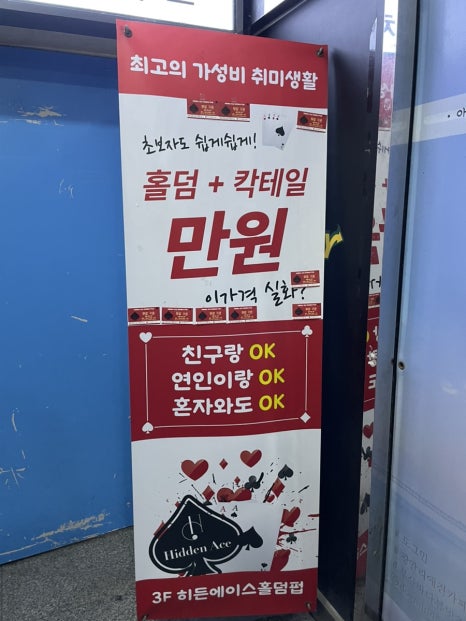 최고의 가성비 취미생활
초보자도 쉽게쉽게!
홀덤 + 칵테일
만원
이가격 실화?
친구랑 OK
연인이랑 OK
혼자와도 OK
Hidden Ace
3F 히든에이스홀덤펍